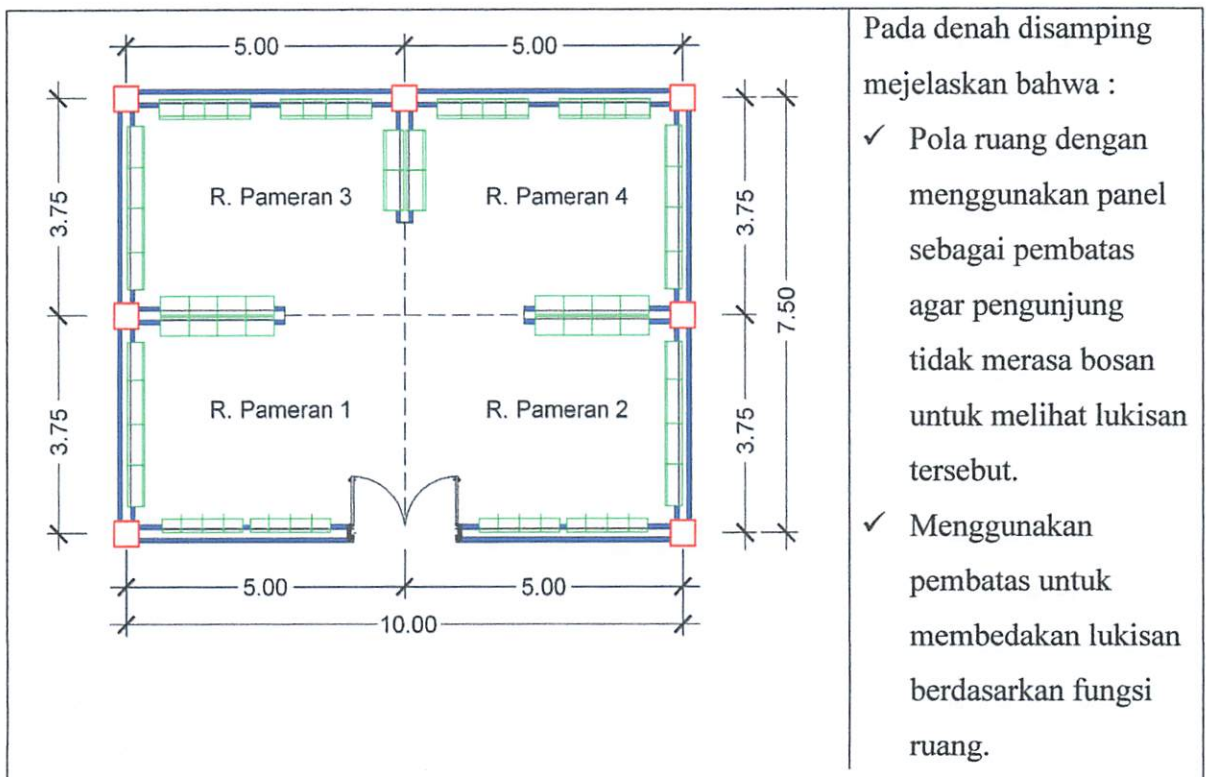 5.00
5.00
3.75
3.75
3.75
3.75
7.50
R. Pameran 3
R. Pameran 4
R. Pameran 1
R. Pameran 2
5.00
5.00
10.00
Pada denah disamping
mejelaskan bahwa :
✓ Pola ruang dengan
menggunakan panel
sebagai pembatas
agar pengunjung
tidak merasa bosan
untuk melihat lukisan
tersebut.
✓ Menggunakan
pembatas untuk
membedakan lukisan
berdasarkan fungsi
ruang.